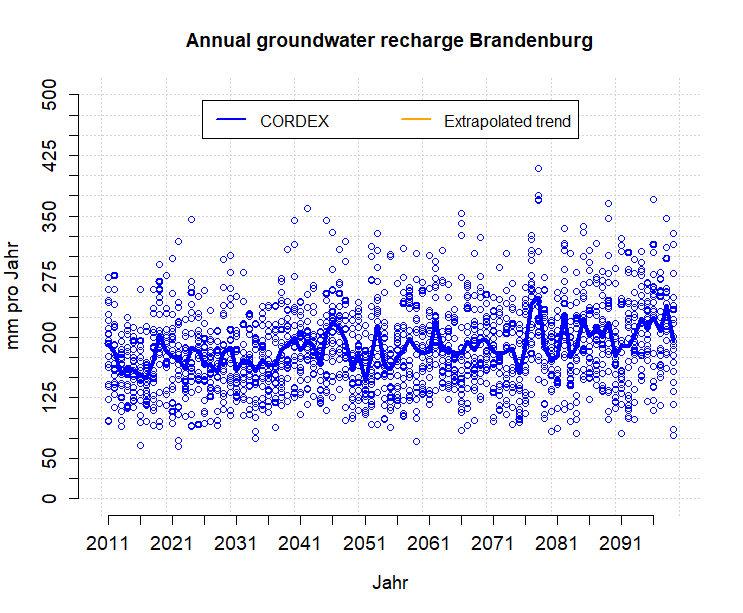 Annual groundwater recharge Brandenburg
CORDEX Extrapolated trend
500
425
350
275
200
125
50
0
mm pro Jahr
2011 2021 2031 2041 2051 2061 2071 2081 2091
Jahr